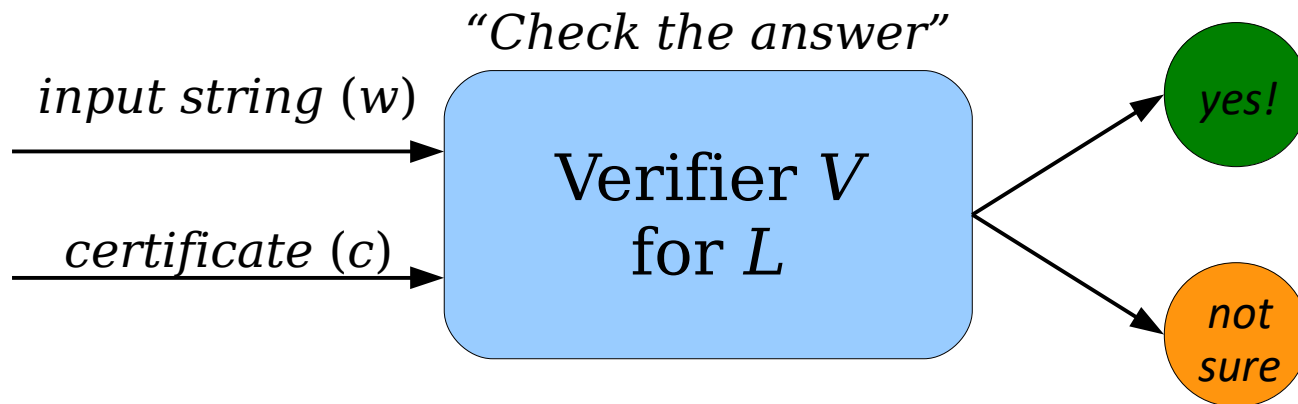 “Check the answer”
input string (w)
certificate (c)
Verifier V
for L
yes!
not
sure